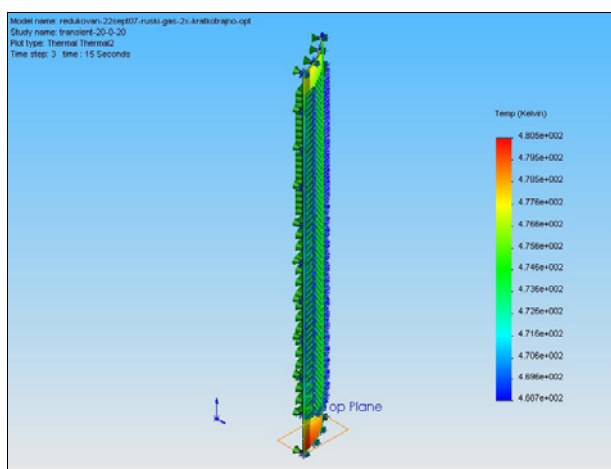 Model name: redukovan-22sept07-ruski-gas-2x-kratkotrajno-opt
Study name: transient-20-0-20
Plot type: Thermal Thermal2
Time step: 3 time : 15 Seconds
Temp (Kelvin)
4.805e+002
4.795e+002
4.785e+002
4.776e+002
4.766e+002
4.756e+002
4.746e+002
4.736e+002
4.726e+002
4.716e+002
4.706e+002
4.696e+002
4.687e+002
op Plane